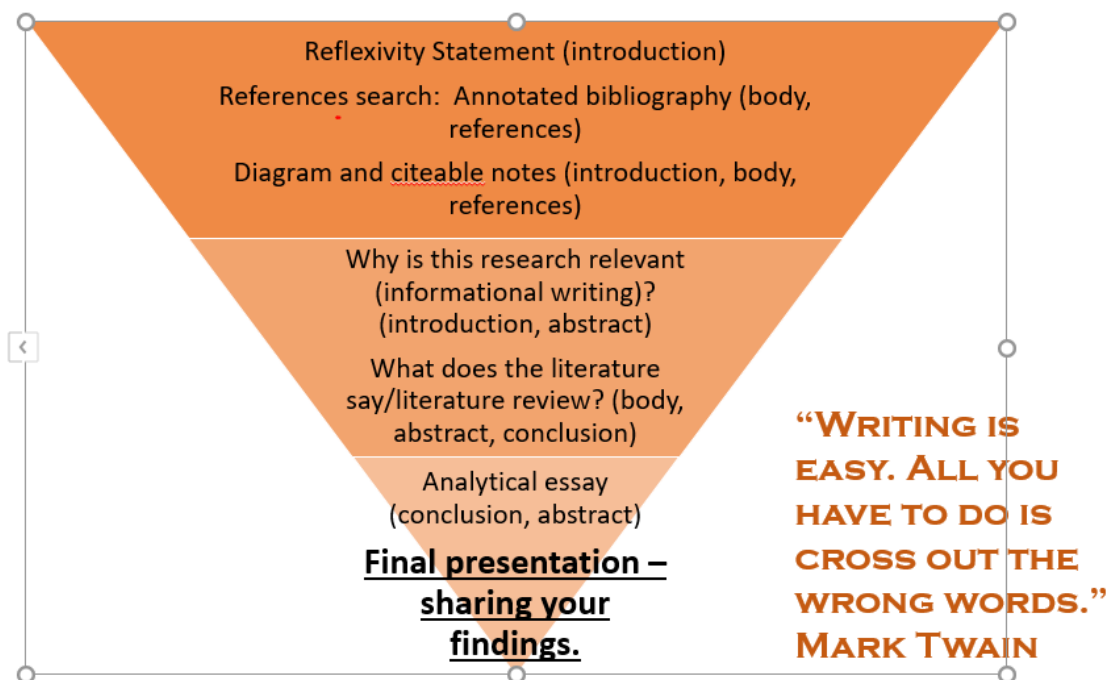 Reflexivity Statement (introduction)
References search:  Annotated bibliography (body,
references)
Diagram and citeable notes (introduction, body,
references)
Why is this research relevant
(informational writing)?
(introduction, abstract)
What does the literature
say/literature review? (body,
abstract, conclusion)
Analytical essay
(conclusion, abstract)
Final presentation –
sharing your
findings.
“Writing is
easy. All you
have to do is
cross out the
wrong words.”
Mark Twain